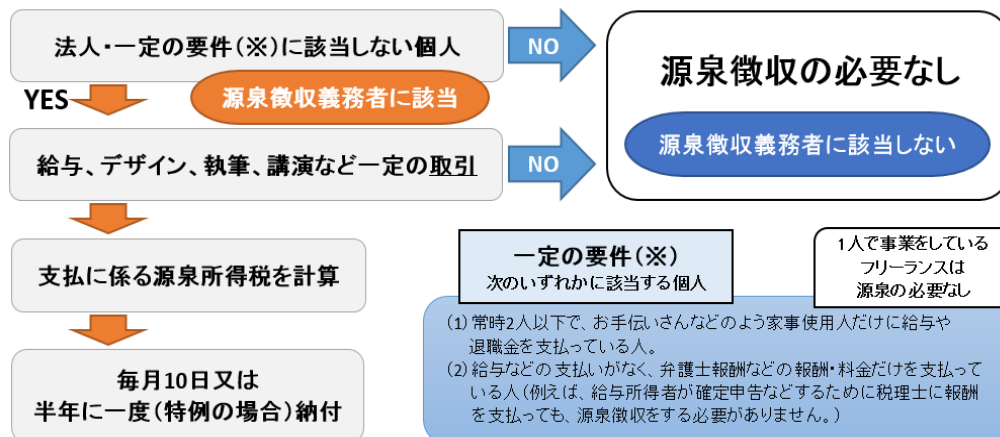 法人・一定の要件(※)に該当しない個人
NO
YES
源泉徴収義務者に該当
源泉徴収の必要なし
源泉徴収義務者に該当しない
給与、デザイン、執筆、講演など一定の取引
NO
支払に係る源泉所得税を計算
毎月10日又は
半年に一度(特例の場合)納付
一定の要件(※)
次のいずれかに該当する個人
1人で事業をしている
フリーランスは
源泉の必要なし
(1)常時2人以下で、お手伝いさんなどのよう家事使用人だけに給与や
退職金を支払っている人。
(2)給与などの支払いがなく、弁護士報酬などの報酬・料金だけを支払って
いる人(例えば、給与所得者が確定申告などするために税理士に報酬
を支払っても、源泉徴収をする必要がありません。)